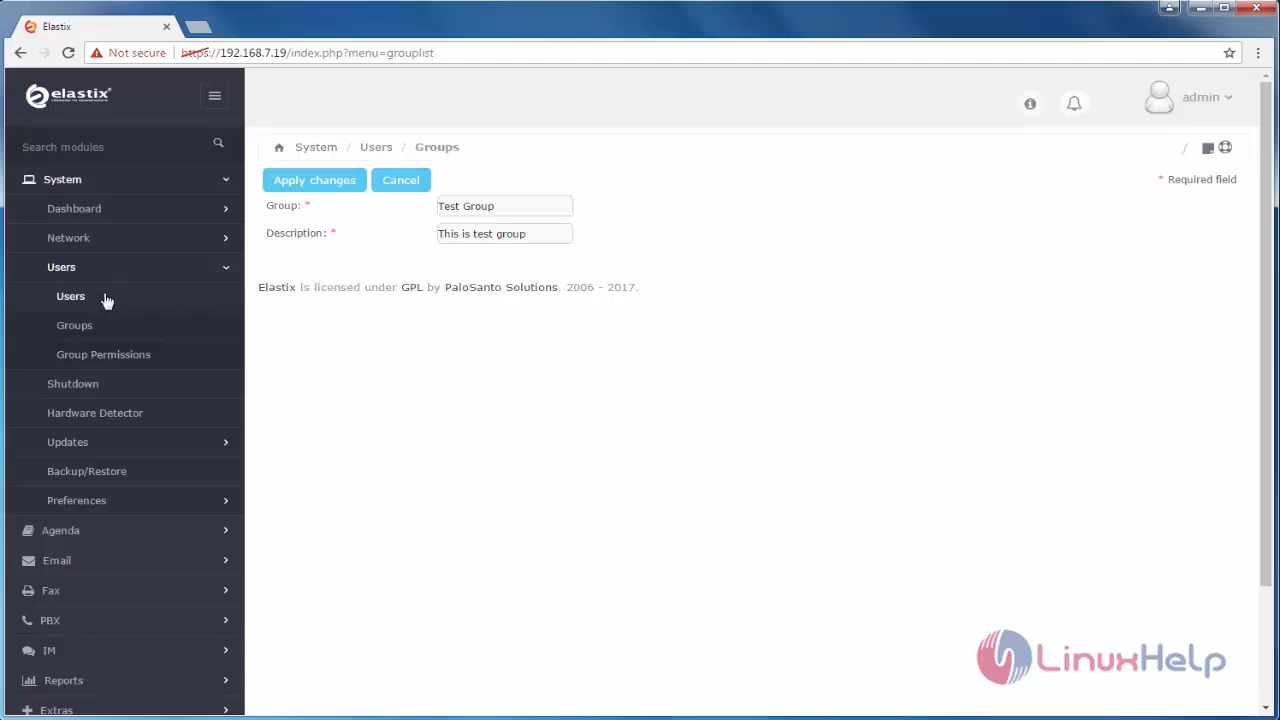 Elastix
Not secure | https://192.168.7.19/index.php?menu=grouplist
elastix
admin
Search modules
System / Users / Groups
/
System
Apply changes
Cancel
* Required field
Dashboard
Group: *
Test Group
Network
Description: *
This is test group
Users
Users
Elastix is licensed under GPL by PaloSanto Solutions. 2006 - 2017.
Groups
Group Permissions
Shutdown
Hardware Detector
Updates
Backup/Restore
Preferences
Agenda
Email
Fax
PBX
IM
Reports
Extras
LinuxHelp